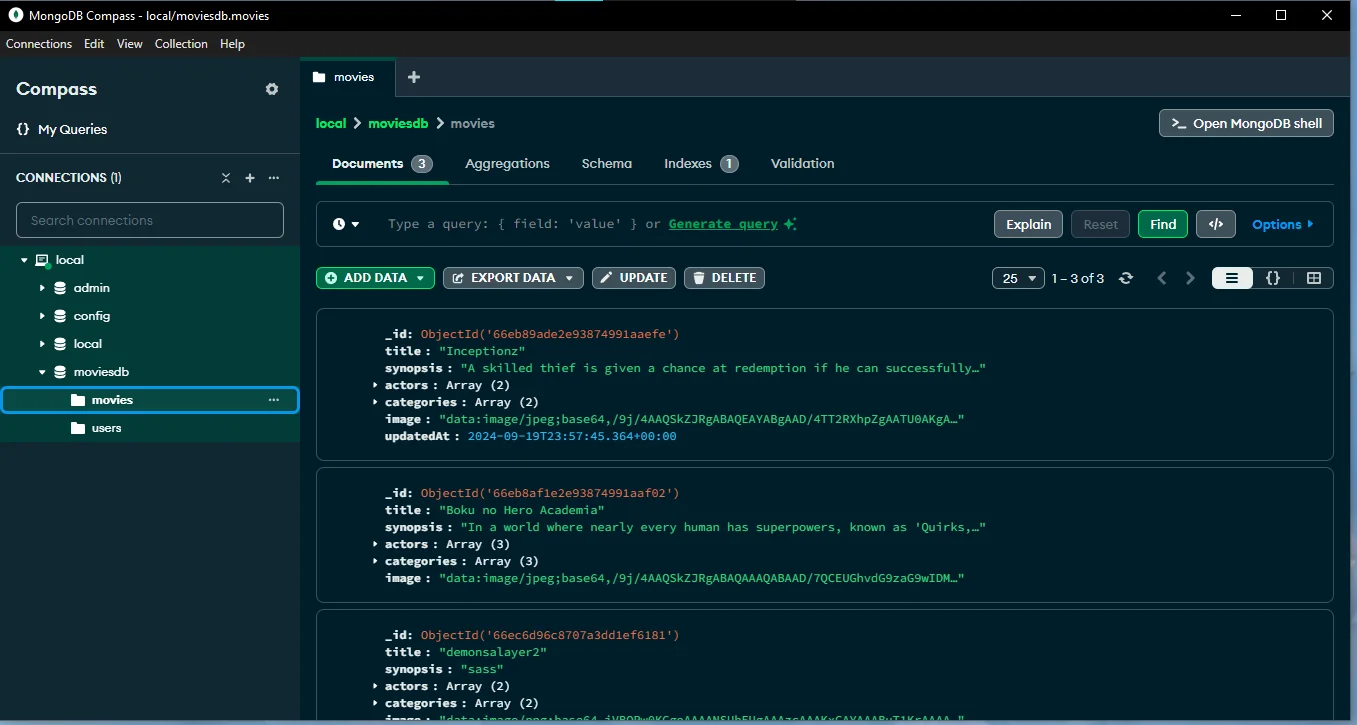 MongoDB Compass - local/moviesdb.movies
Connections Edit View Collection Help
Compass
{} My Queries
CONNECTIONS (1)
Search connections
local
admin
config
local
moviesdb
movies
users
movies
local > moviesdb > movies
>_ Open MongoDB shell
Documents 3 Aggregations Schema Indexes 1 Validation
Type a query: { field: 'value' } or Generate query
Explain Reset Find </> Options
ADD DATA EXPORT DATA UPDATE DELETE
25 1 – 3 of 3 {}
_id: ObjectId('66eb89ade2e93874991aaefe')
title : "Inceptionz"
synopsis : "A skilled thief is given a chance at redemption if he can successfully…"
actors : Array (2)
categories : Array (2)
image : "data:image/jpeg;base64,/9j/4AAQSkZJRgABAQEAYABgAAD/4TT2RXhpZgAATU0AKgA…"
updatedAt : 2024-09-19T23:57:45.364+00:00
_id: ObjectId('66eb8af1e2e93874991aaf02')
title : "Boku no Hero Academia"
synopsis : "In a world where nearly every human has superpowers, known as 'Quirks,…"
actors : Array (3)
categories : Array (3)
image : "data:image/jpeg;base64,/9j/4AAQSkZJRgABAQAAAQABAAD/7QCEUGhvdG9zaG9wIDM…"
_id: ObjectId('66ec6d96c8707a3dd1ef6181')
title : "demonsalayer2"
synopsis : "sass"
actors : Array (2)
categories : Array (2)